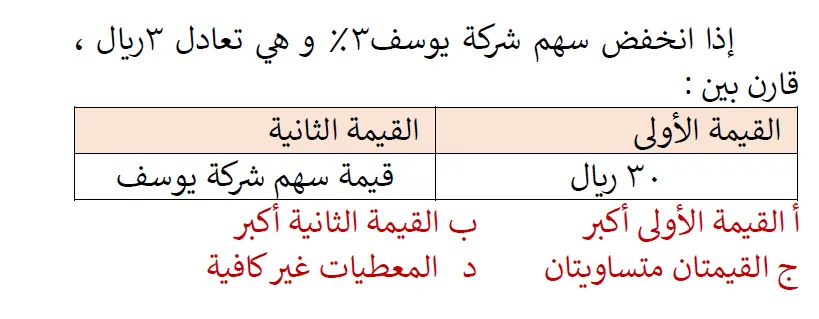 إذا انخفض سهم شركة يوسف٣٪ و هي تعادل ٣ريال ،
قارن بين :
القيمة الأولى القيمة الثانية
٣٠ ريال قيمة سهم شركة يوسف
أ القيمة الأولى أكبر ب القيمة الثانية أكبر
ج القيمتان متساويتان د المعطيات غير كافية